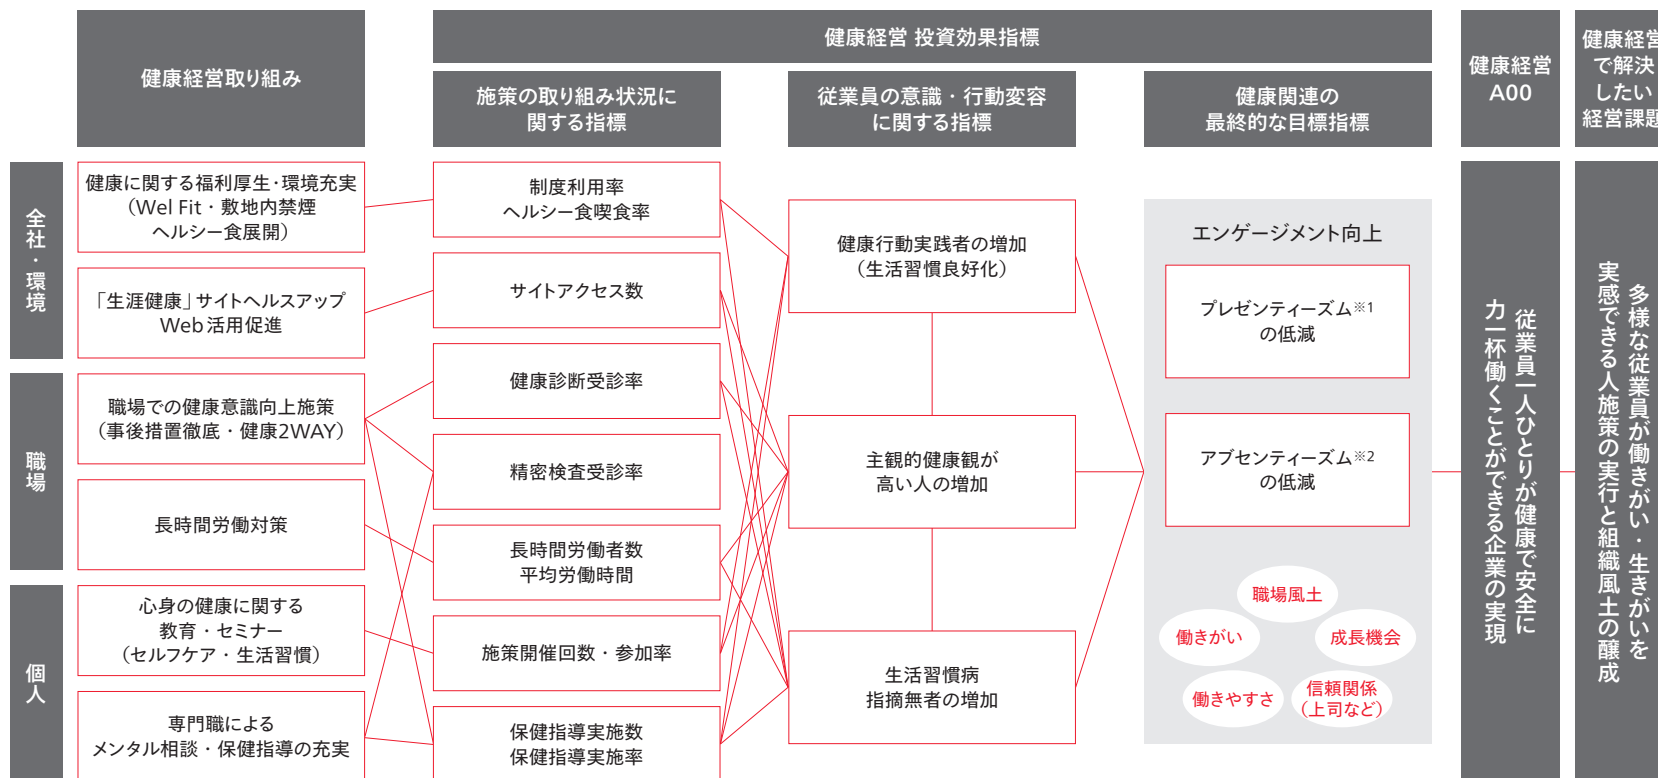 健康経営取り組み
健康経営 投資効果指標
施策の取り組み状況に
関する指標
従業員の意識・行動変容
に関する指標
健康関連の
最終的な目標指標
健康経営
A00
健康経営
で解決
したい
経営課題
全社・環境
健康に関する福利厚生・環境充実
（Wel Fit・敷地内禁煙
ヘルシー食展開）
「生涯健康」サイトヘルスアップ
Web活用促進
職場
職場での健康意識向上施策
（事後措置徹底・健康2WAY）
長時間労働対策
個人
心身の健康に関する
教育・セミナー
（セルフケア・生活習慣）
専門職による
メンタル相談・保健指導の充実
制度利用率
ヘルシー食喫食率
サイトアクセス数
健康診断受診率
精密検査受診率
長時間労働者数
平均労働時間
施策開催回数・参加率
保健指導実施数
保健指導実施率
健康行動実践者の増加
（生活習慣良好化）
主観的健康観が
高い人の増加
生活習慣病
指摘無者の増加
エンゲージメント向上
プレゼンティーズム※1
の低減
アブセンティーズム※2
の低減
職場風土
働きがい
成長機会
働きやすさ
信頼関係
（上司など）
従業員一人ひとりが健康で安全に
力一杯働くことができる企業の実現
多様な従業員が働きがい・生きがいを
実感できる人施策の実行と組織風土の醸成